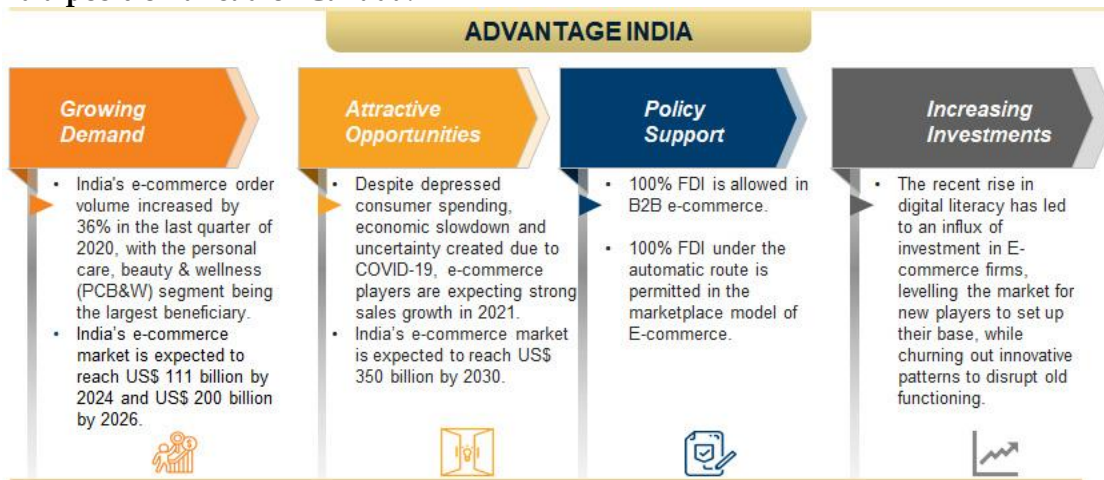 ADVANTAGE INDIA
Growing
Demand
• India's e-commerce order
volume increased by
36% in the last quarter of
2020, with the personal
care, beauty & wellness
(PCB&W) segment being
the largest beneficiary.
• India's e-commerce
market is expected to
reach US$ 111 billion by
2024 and US$ 200 billion
by 2026.
Attractive
Opportunities
• Despite depressed
consumer spending,
economic slowdown and
uncertainty created due to
COVID-19, e-commerce
players are expecting strong
sales growth in 2021.
• India's e-commerce market
is expected to reach US$
350 billion by 2030.
Policy
Support
• 100% FDI is allowed in
B2B e-commerce.
• 100% FDI under the
automatic route is
permitted in the
marketplace model of
E-commerce.
Increasing
Investments
• The recent rise in
digital literacy has led
to an influx of
investment in E-
commerce firms,
levelling the market for
new players to set up
their base, while
churning out innovative
patterns to disrupt old
functioning.